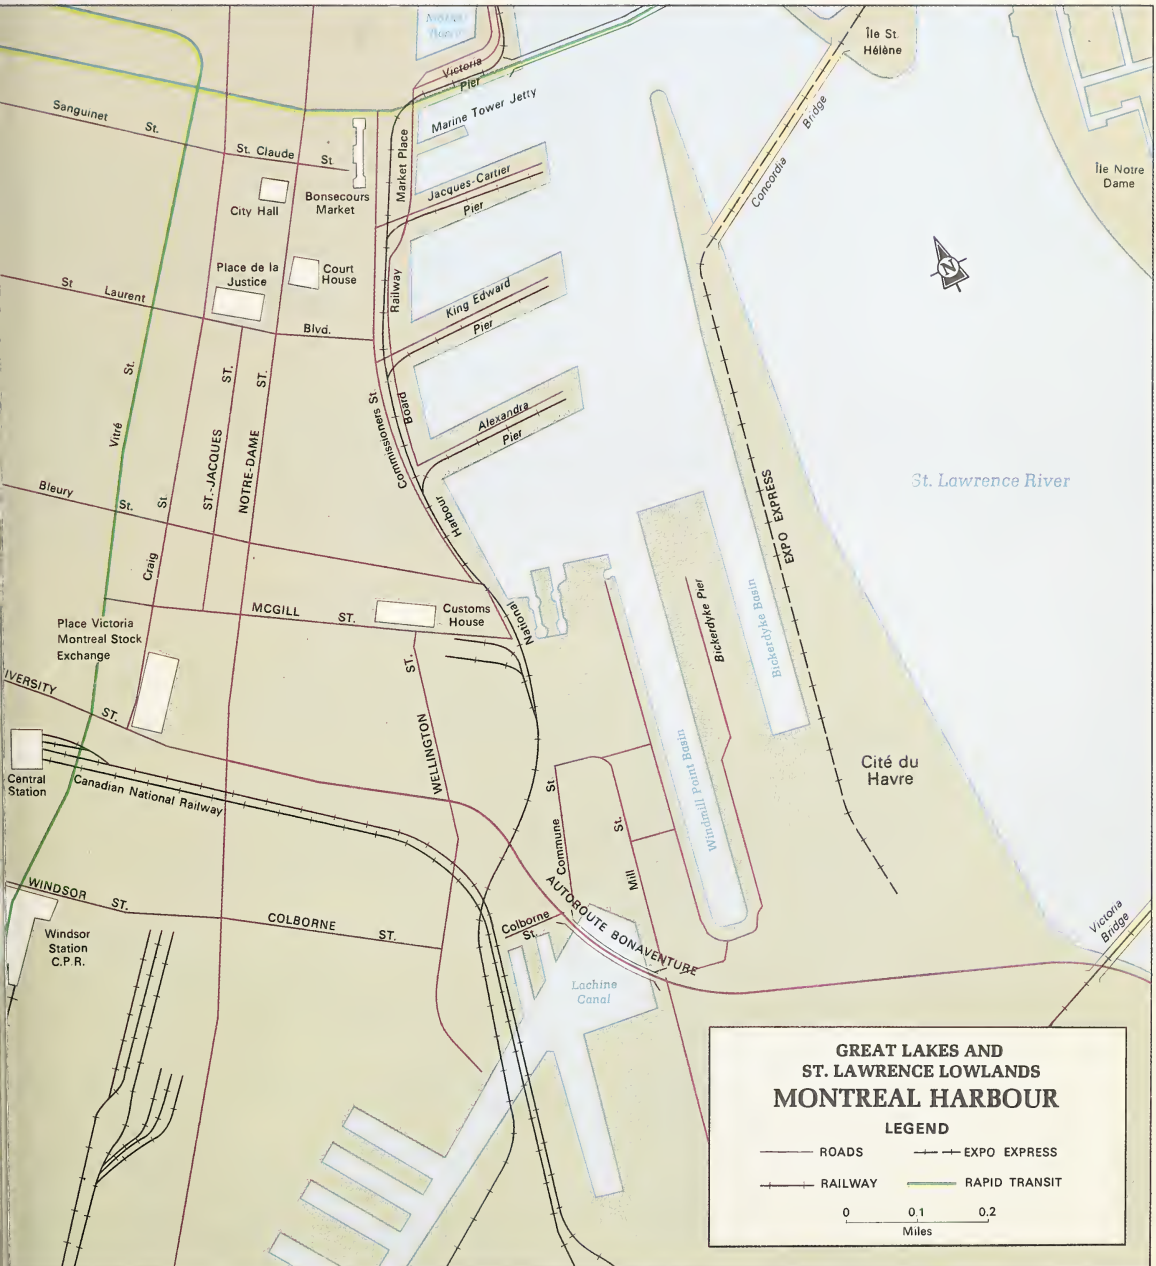 Île St.
Hélène
Victoria
Pier
Marine Tower Jetty
Concordia
Bridge
Sanguinet
St.
St. Claude
St
Market Place
Jacques-Cartier
Pier
Île Notre
Dame
City Hall
Bonsecours
Market
Place de la
Justice
Court
House
N
St
Laurent
Blvd.
Railway
King Edward
Pier
Vitré
St.
ST.-JACQUES
ST.
NOTRE-DAME
ST.
Commissioners St.
Board
Alexandra
Pier
St. Lawrence River
Bleury
St.
Craig
St
Harbour
EXPO EXPRESS
MCGILL
ST.
Customs
House
National
Bickerdyke Pier
Bickerdyke Basin
Place Victoria
Montreal Stock
Exchange
IVERSITY
ST.
WELLINGTON
ST.
Windmill Point Basin
Cité du
Havre
Central
Station
Canadian National Railway
Commune
St
Mill
St.
WINDSOR
ST.
COLBORNE
ST.
Colborne
St.
AUTOROUTE BONAVENTURE
Victoria
Bridge
Windsor
Station
C.P.R.
Lachine
Canal
GREAT LAKES AND
ST. LAWRENCE LOWLANDS
MONTREAL HARBOUR
LEGEND
ROADS
EXPO EXPRESS
RAILWAY
RAPID TRANSIT
0 0.1 0.2
Miles